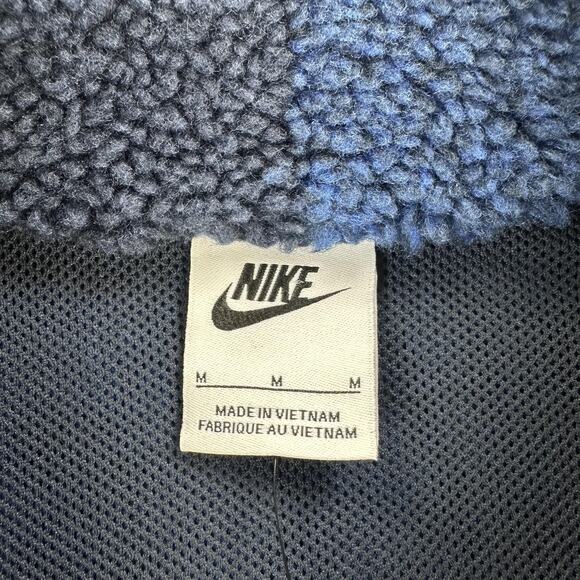 NIKE
M M M
MADE IN VIETNAM
FABRIQUE AU VIETNAM